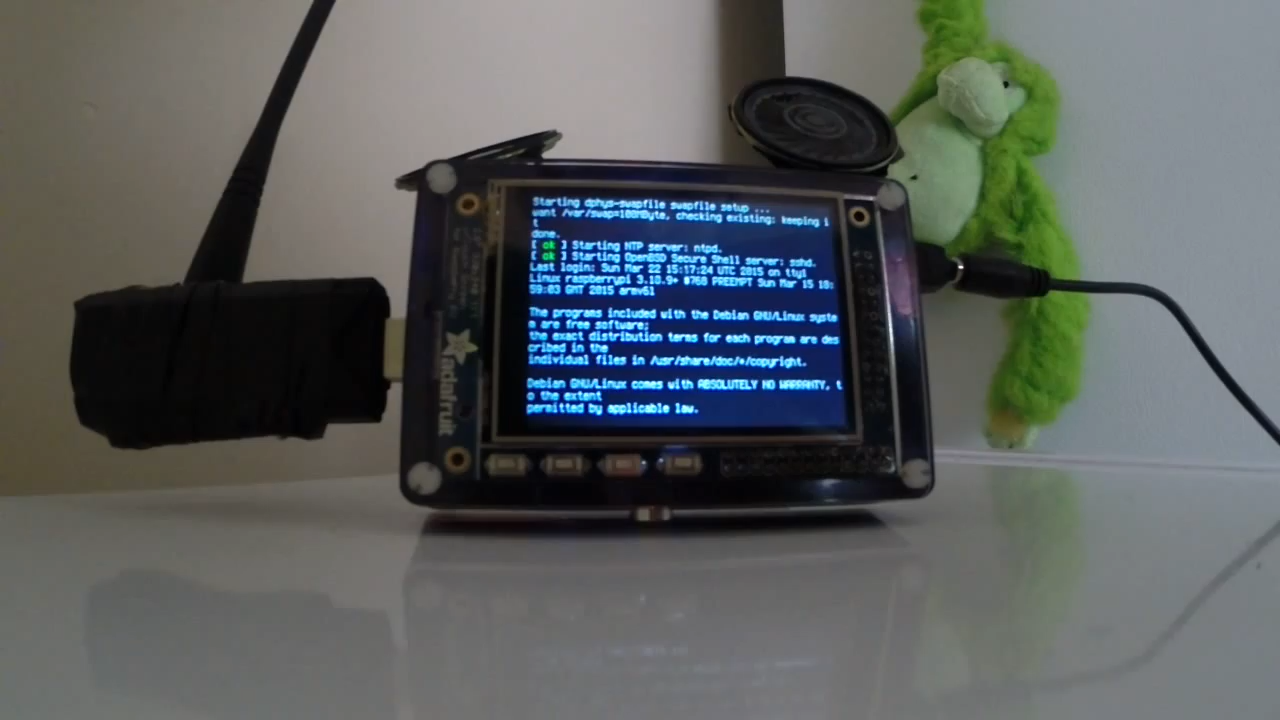 Starting dphys-swapfile swapfile setup ...
want /var/swap=100MByte, checking existing: keeping i
t
done.
[ ok ] Starting NTP server: ntpd.
[ ok ] Starting OpenBSD Secure Shell server: sshd.
Last login: Sun Mar 22 15:17:24 UTC 2015 on tty1
Linux raspberrypi 3.10.9+ #768 PREEMPT Sun Mar 15 18:
59:03 GMT 2015 armv6l
The programs included with the Debian GNU/Linux syste
m are free software;
the exact distribution terms for each program are des
cribed in the
individual files in /usr/share/doc/*/copyright.
Debian GNU/Linux comes with ABSOLUTELY NO WARRANTY, t
o the extent
permitted by applicable law.
adafruit